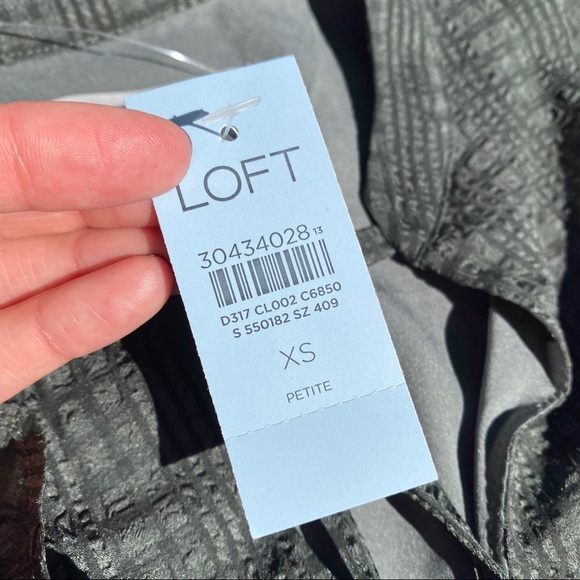 LOFT
30434028 13
D317 CL002 C6850
S 550182 SZ 409
XS
PETITE